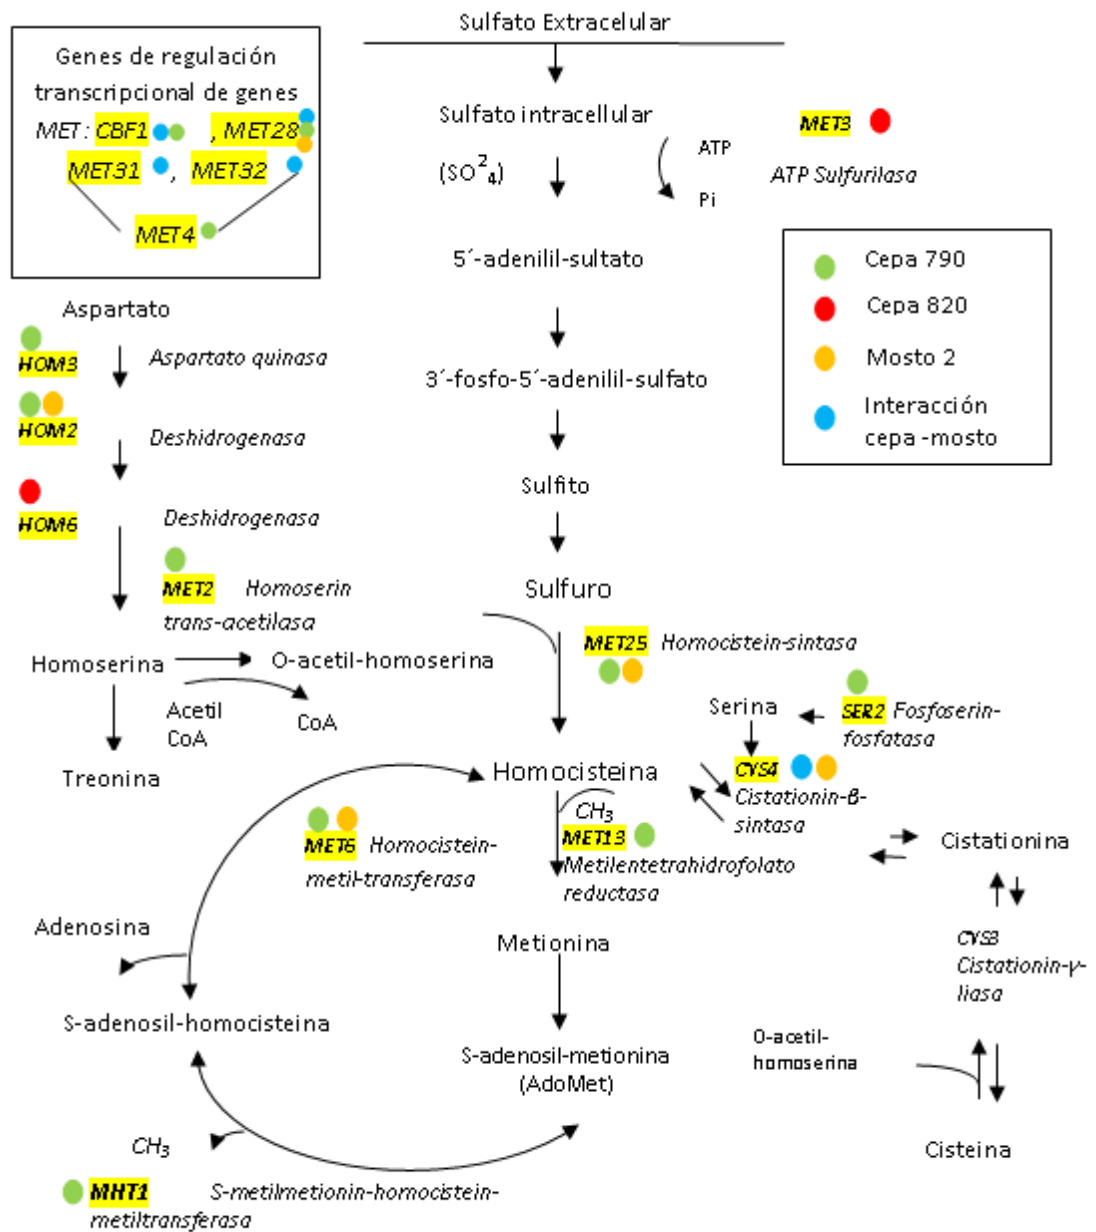 Sulfato Extracelular
Genes de regulación
transcripcional de genes
MET: CBF1 , MET28
MET31 , MET32
MET4
Sulfato intracellular
(SO²₄)
ATP
Pi
MET3
ATP Sulfurilasa
5´-adenilil-sultato
Cepa 790
Cepa 820
Mosto 2
Interacción
cepa -mosto
Aspartato
HOM3
Aspartato quinasa
HOM2
Deshidrogenasa
HOM6
Deshidrogenasa
3´-fosfo-5´-adenilil-sulfato
Sulfito
MET2 Homoserin
trans-acetilasa
Sulfuro
MET25 Homocistein-sintasa
Homoserina
O-acetil-homoserina
Acetil
CoA
CoA
Treonina
Serina
SER2 Fosfoserin-
fosfatasa
Homocisteina
CYS4
Cistationin-β-
sintasa
CH₃
MET13
Metilentetrahidrofolato
reductasa
MET6 Homocistein-
metil-transferasa
Cistationina
Adenosina
Metionina
CYS3
Cistationin-γ-
liasa
S-adenosil-homocisteina
S-adenosil-metionina
(AdoMet)
O-acetil-
homoserina
CH₃
Cisteina
MHT1 S-metilmetionin-homocistein-
metiltransferasa